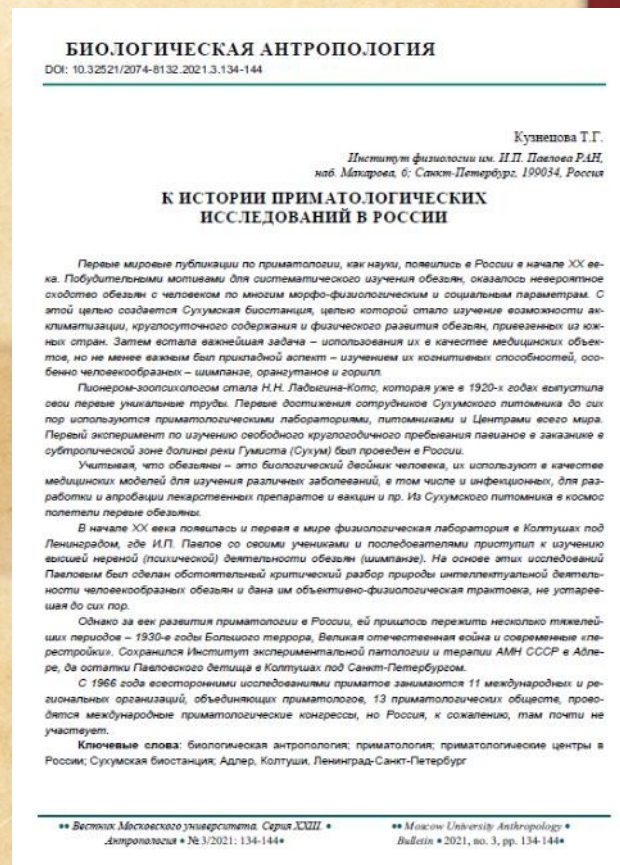 БИОЛОГИЧЕСКАЯ АНТРОПОЛОГИЯ
DOI: 10.32521/2074-8132.2021.3.134-144
Кузнецова Т.Г.
Институт физиологии им. И.П. Павлова РАН,
наб. Макарова, 6; Санкт-Петербург, 199034, Россия
К ИСТОРИИ ПРИМАТОЛОГИЧЕСКИХ
ИССЛЕДОВАНИЙ В РОССИИ
Первые мировые публикации по приматологии, как науки, появились в России в начале XX ве-
ка. Побудительными мотивами для систематического изучения обезьян, оказалось невероятное
сходство обезьян с человеком по многим морфо-физиологическим и социальным параметрам. С
этой целью создается Сухумская биостанция, целью которой стало изучение возможности ак-
климатизации, круглосуточного содержания и физического развития обезьян, привезенных из юж-
ных стран. Затем встала важнейшая задача – использования их в качестве медицинских объек-
тов, но не менее важным был прикладной аспект – изучением их когнитивных способностей, осо-
бенно человекообразных – шимпанзе, орангутанов и горилл.
Пионером-зоопсихологом стала Н.Н. Ладыгина-Котс, которая уже в 1920-х годах выпустила
свои первые уникальные труды. Первые достижения сотрудников Сухумского питомника до сих
пор используются приматологическими лабораториями, питомниками и Центрами всего мира.
Первый эксперимент по изучению свободного круглогодичного пребывания павианов в заказнике в
субтропической зоне долины реки Гумиста (Сухум) был проведен в России.
Учитывая, что обезьяны – это биологический двойник человека, их используют в качестве
медицинских моделей для изучения различных заболеваний, в том числе и инфекционных, для раз-
работки и апробации лекарственных препаратов и вакцин и пр. Из Сухумского питомника в космос
полетели первые обезьяны.
В начале XX века появилась и первая в мире физиологическая лаборатория в Колтушах под
Ленинградом, где И.П. Павлов со своими учениками и последователями приступил к изучению
высшей нервной (психической) деятельности обезьян (шимпанзе). На основе этих исследований
Павловым был сделан обстоятельный критический разбор природы интеллектуальной деятель-
ности человекообразных обезьян и дана им объективно-физиологическая трактовка, не устарев-
шая до сих пор.
Однако за век развития приматологии в России, ей пришлось пережить несколько тяжелей-
ших периодов – 1930-е годы Большого террора, Великая отечественная война и современные «пе-
рестройки». Сохранился Институт экспериментальной патологии и терапии АМН СССР в Адле-
ре, да остатки Павловского детища в Колтушах под Санкт-Петербургом.
С 1966 года всесторонними исследованиями приматов занимаются 11 международных и ре-
гиональных организаций, объединяющих приматологов, 13 приматологических обществ, прово-
дятся международные приматологические конгрессы, но Россия, к сожалению, там почти не
участвует.
Ключевые слова: биологическая антропология; приматология; приматологические центры в
России; Сухумская биостанция; Адлер, Колтуши, Ленинград-Санкт-Петербург
•• Вестник Московского университета. Серия XXIII. •
Антропология • № 3/2021: 134-144•
•• Moscow University Anthropology •
Bulletin • 2021, no. 3, pp. 134-144•